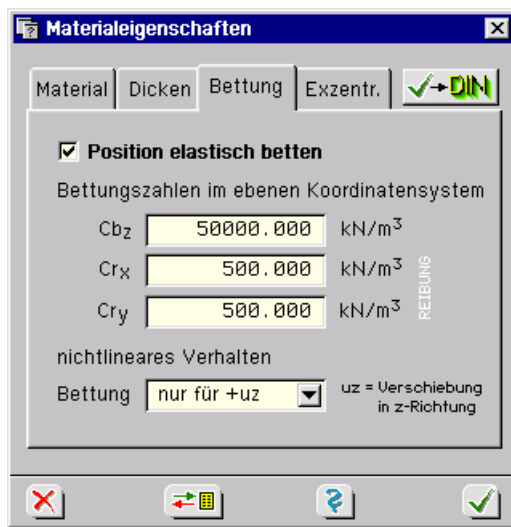 Materialeigenschaften
Material Dicken Bettung Exzentr. →DIN
Position elastisch betten
Bettungszahlen im ebenen Koordinatensystem
Cbz 50000.000 kN/m³
Crx 500.000 kN/m³
Cry 500.000 kN/m³
REIBUNG
nichtlineares Verhalten
Bettung nur für +uz uz = Verschiebung
in z-Richtung